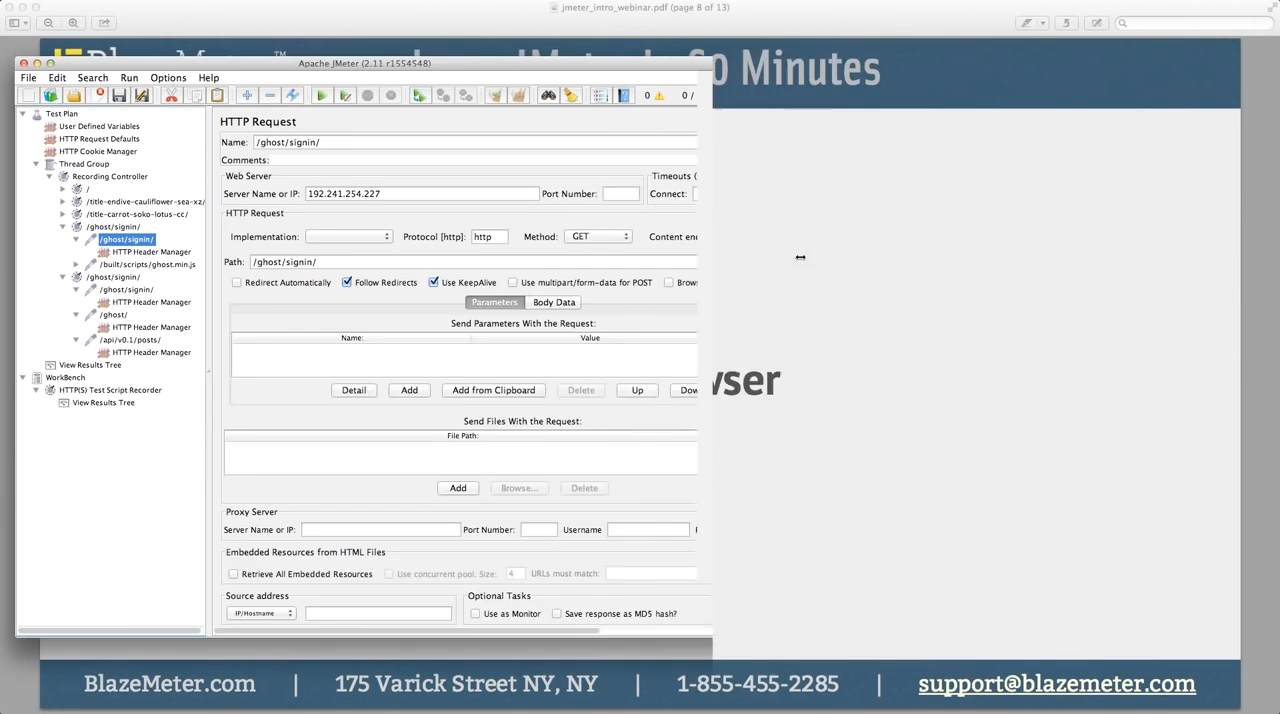 jmeter_intro_webinar.pdf (page 8 of 13)
BlazeMeter™
JMeter In 60 Minutes
Apache JMeter (2.11 r1554548)
File Edit Search Run Options Help
0 0 /
Test Plan
User Defined Variables
HTTP Request Defaults
HTTP Cookie Manager
Thread Group
Recording Controller
/
/title-endive-cauliflower-sea-xz/
/title-carrot-soko-lotus-cc/
/ghost/signin/
/ghost/signin/
HTTP Header Manager
/built/scripts/ghost.min.js
/ghost/signin/
/ghost/signin/
HTTP Header Manager
/ghost/
HTTP Header Manager
/api/v0.1/posts/
HTTP Header Manager
View Results Tree
WorkBench
HTTP(S) Test Script Recorder
View Results Tree
HTTP Request
Name: /ghost/signin/
Comments:
Web Server Timeouts (
Server Name or IP: 192.241.254.227 Port Number: Connect:
HTTP Request
Implementation: Protocol [http]: http Method: GET Content enc
Path: /ghost/signin/
Redirect Automatically Follow Redirects Use KeepAlive Use multipart/form-data for POST Brows
Parameters Body Data
Send Parameters With the Request:
Name: Value
Detail Add Add from Clipboard Delete Up Dow
Send Files With the Request:
File Path:
Add Browse... Delete
Proxy Server
Server Name or IP: Port Number: Username
Embedded Resources from HTML Files
Retrieve All Embedded Resources Use concurrent pool. Size: 4 URLs must match:
Source address Optional Tasks
IP/Hostname Use as Monitor Save response as MD5 hash?
wser
BlazeMeter.com | 175 Varick Street NY, NY | 1-855-455-2285 | support@blazemeter.com